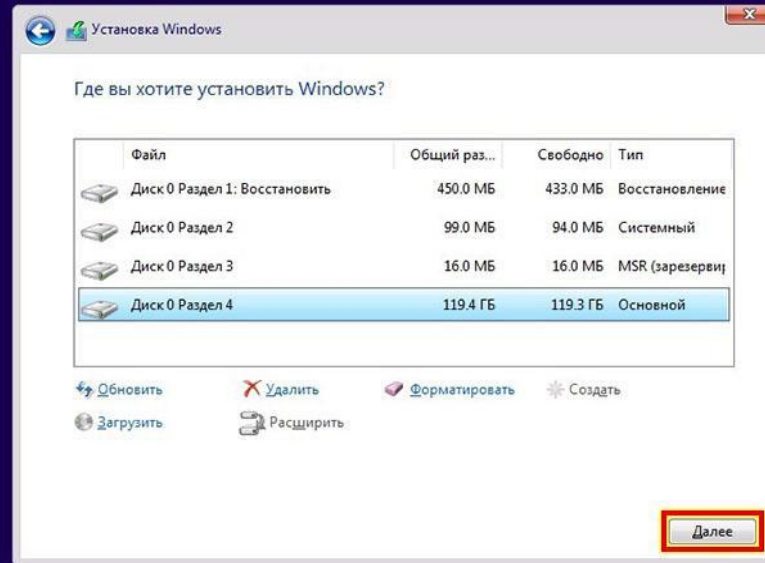 Установка Windows
Где вы хотите установить Windows?
Файл Общий раз... Свободно Тип
Диск 0 Раздел 1: Восстановить 450.0 МБ 433.0 МБ Восстановление
Диск 0 Раздел 2 99.0 МБ 94.0 МБ Системный
Диск 0 Раздел 3 16.0 МБ 16.0 МБ MSR (зарезервир
Диск 0 Раздел 4 119.4 ГБ 119.3 ГБ Основной
Обновить Удалить Форматировать Создать
Загрузить Расширить
Далее